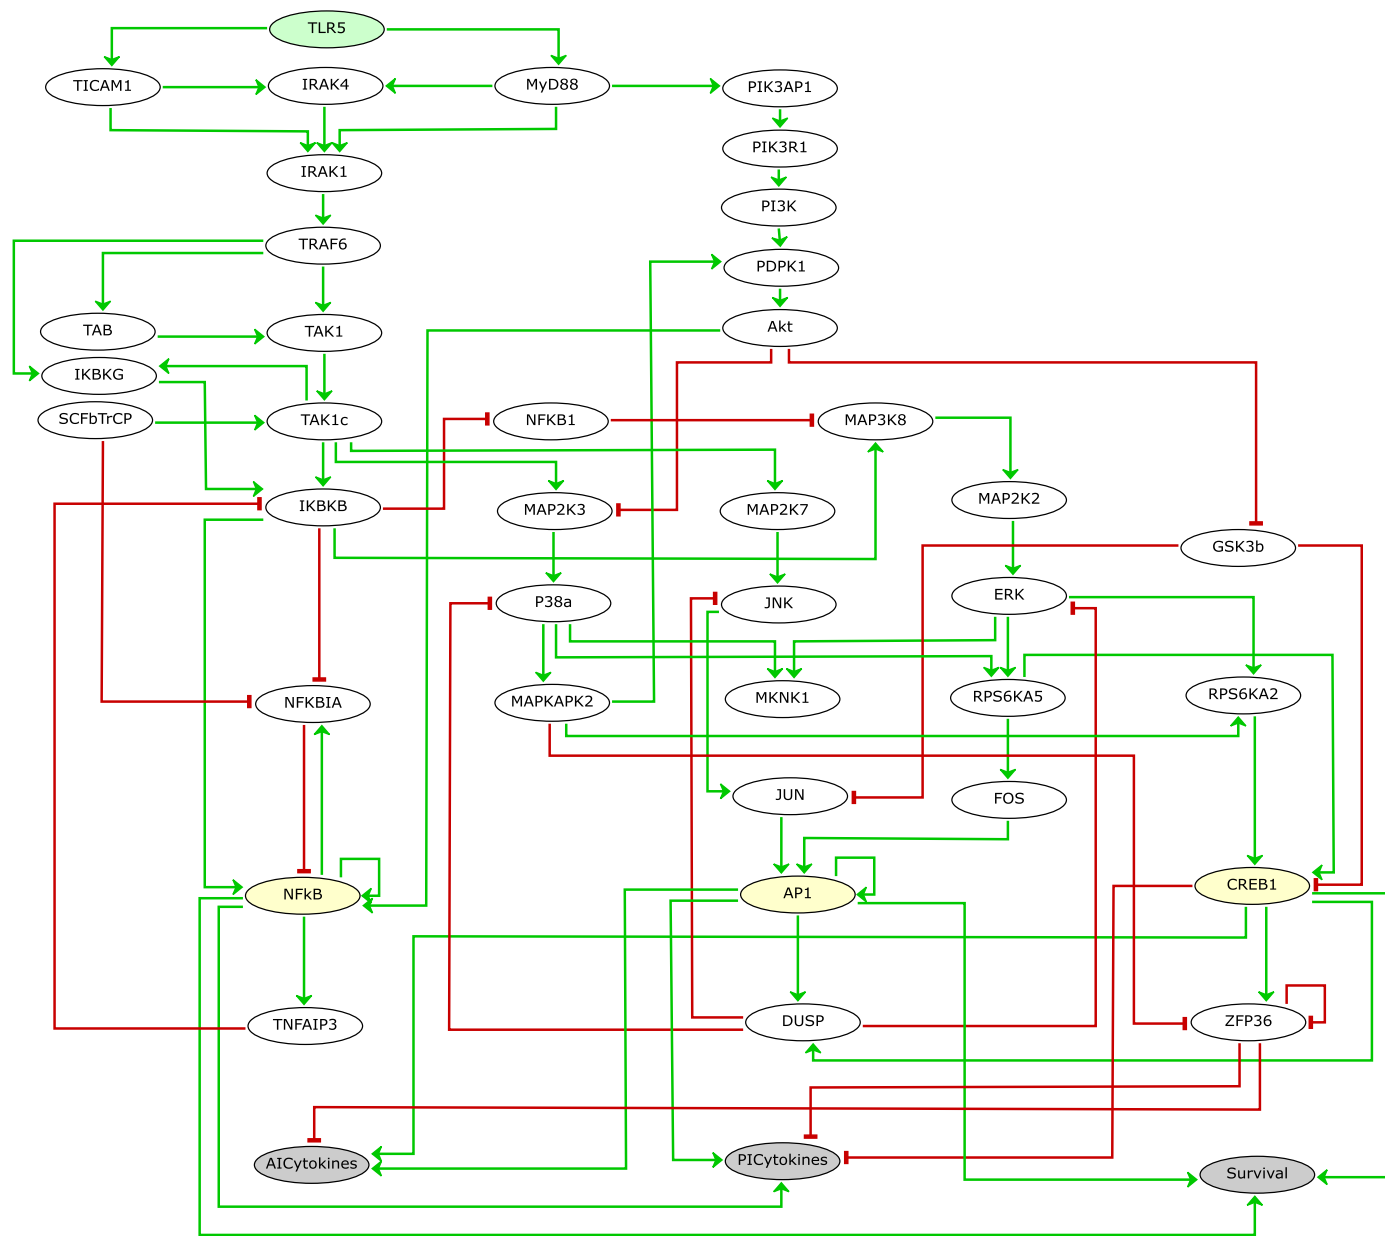 TLR5
TICAM1
IRAK4
MyD88
PIK3AP1
PIK3R1
IRAK1
PI3K
TRAF6
PDPK1
TAB
TAK1
Akt
IKBKG
SCFbTrCP
TAK1c
NFKB1
MAP3K8
IKBKB
MAP2K3
MAP2K7
MAP2K2
GSK3b
P38a
JNK
ERK
NFKBIA
MAPKAPK2
MKNK1
RPS6KA5
RPS6KA2
JUN
FOS
NFkB
AP1
CREB1
TNFAIP3
DUSP
ZFP36
AICytokines
PICytokines
Survival